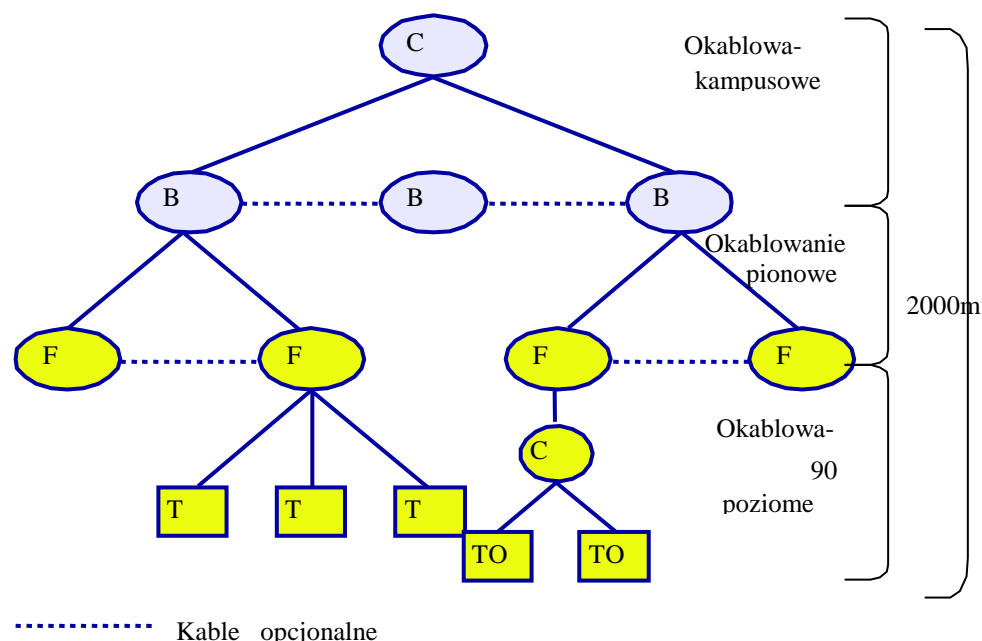 C
Okablowa-
kampusowe
B B B
Okablowanie
pionowe
2000m
F F F F
Okablowa-
C
90
poziome
T T T
TO TO
Kable opcjonalne